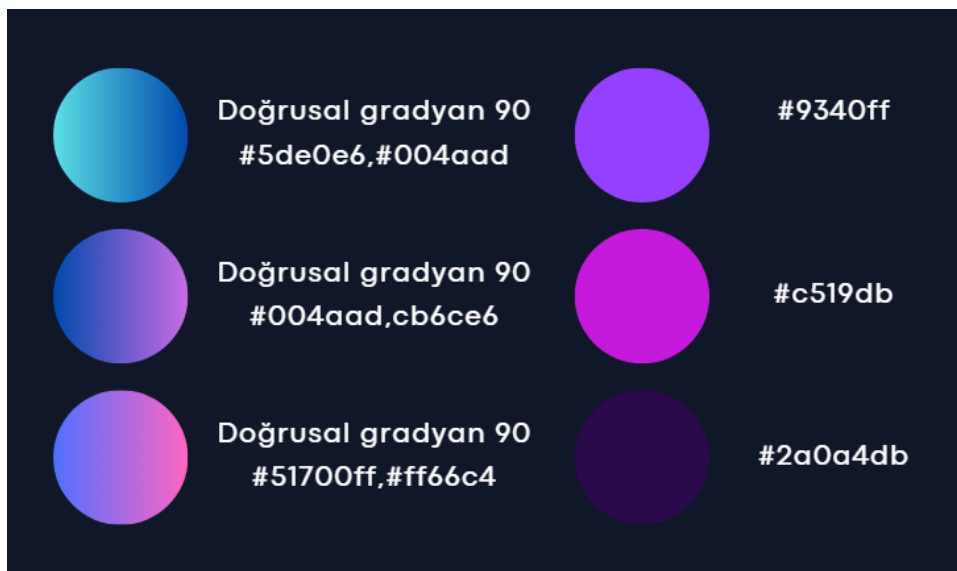 Doğrusal gradyan 90
#5de0e6,#004aad
#9340ff
Doğrusal gradyan 90
#004aad,cb6ce6
#c519db
Doğrusal gradyan 90
#51700ff,#ff66c4
#2a0a4db